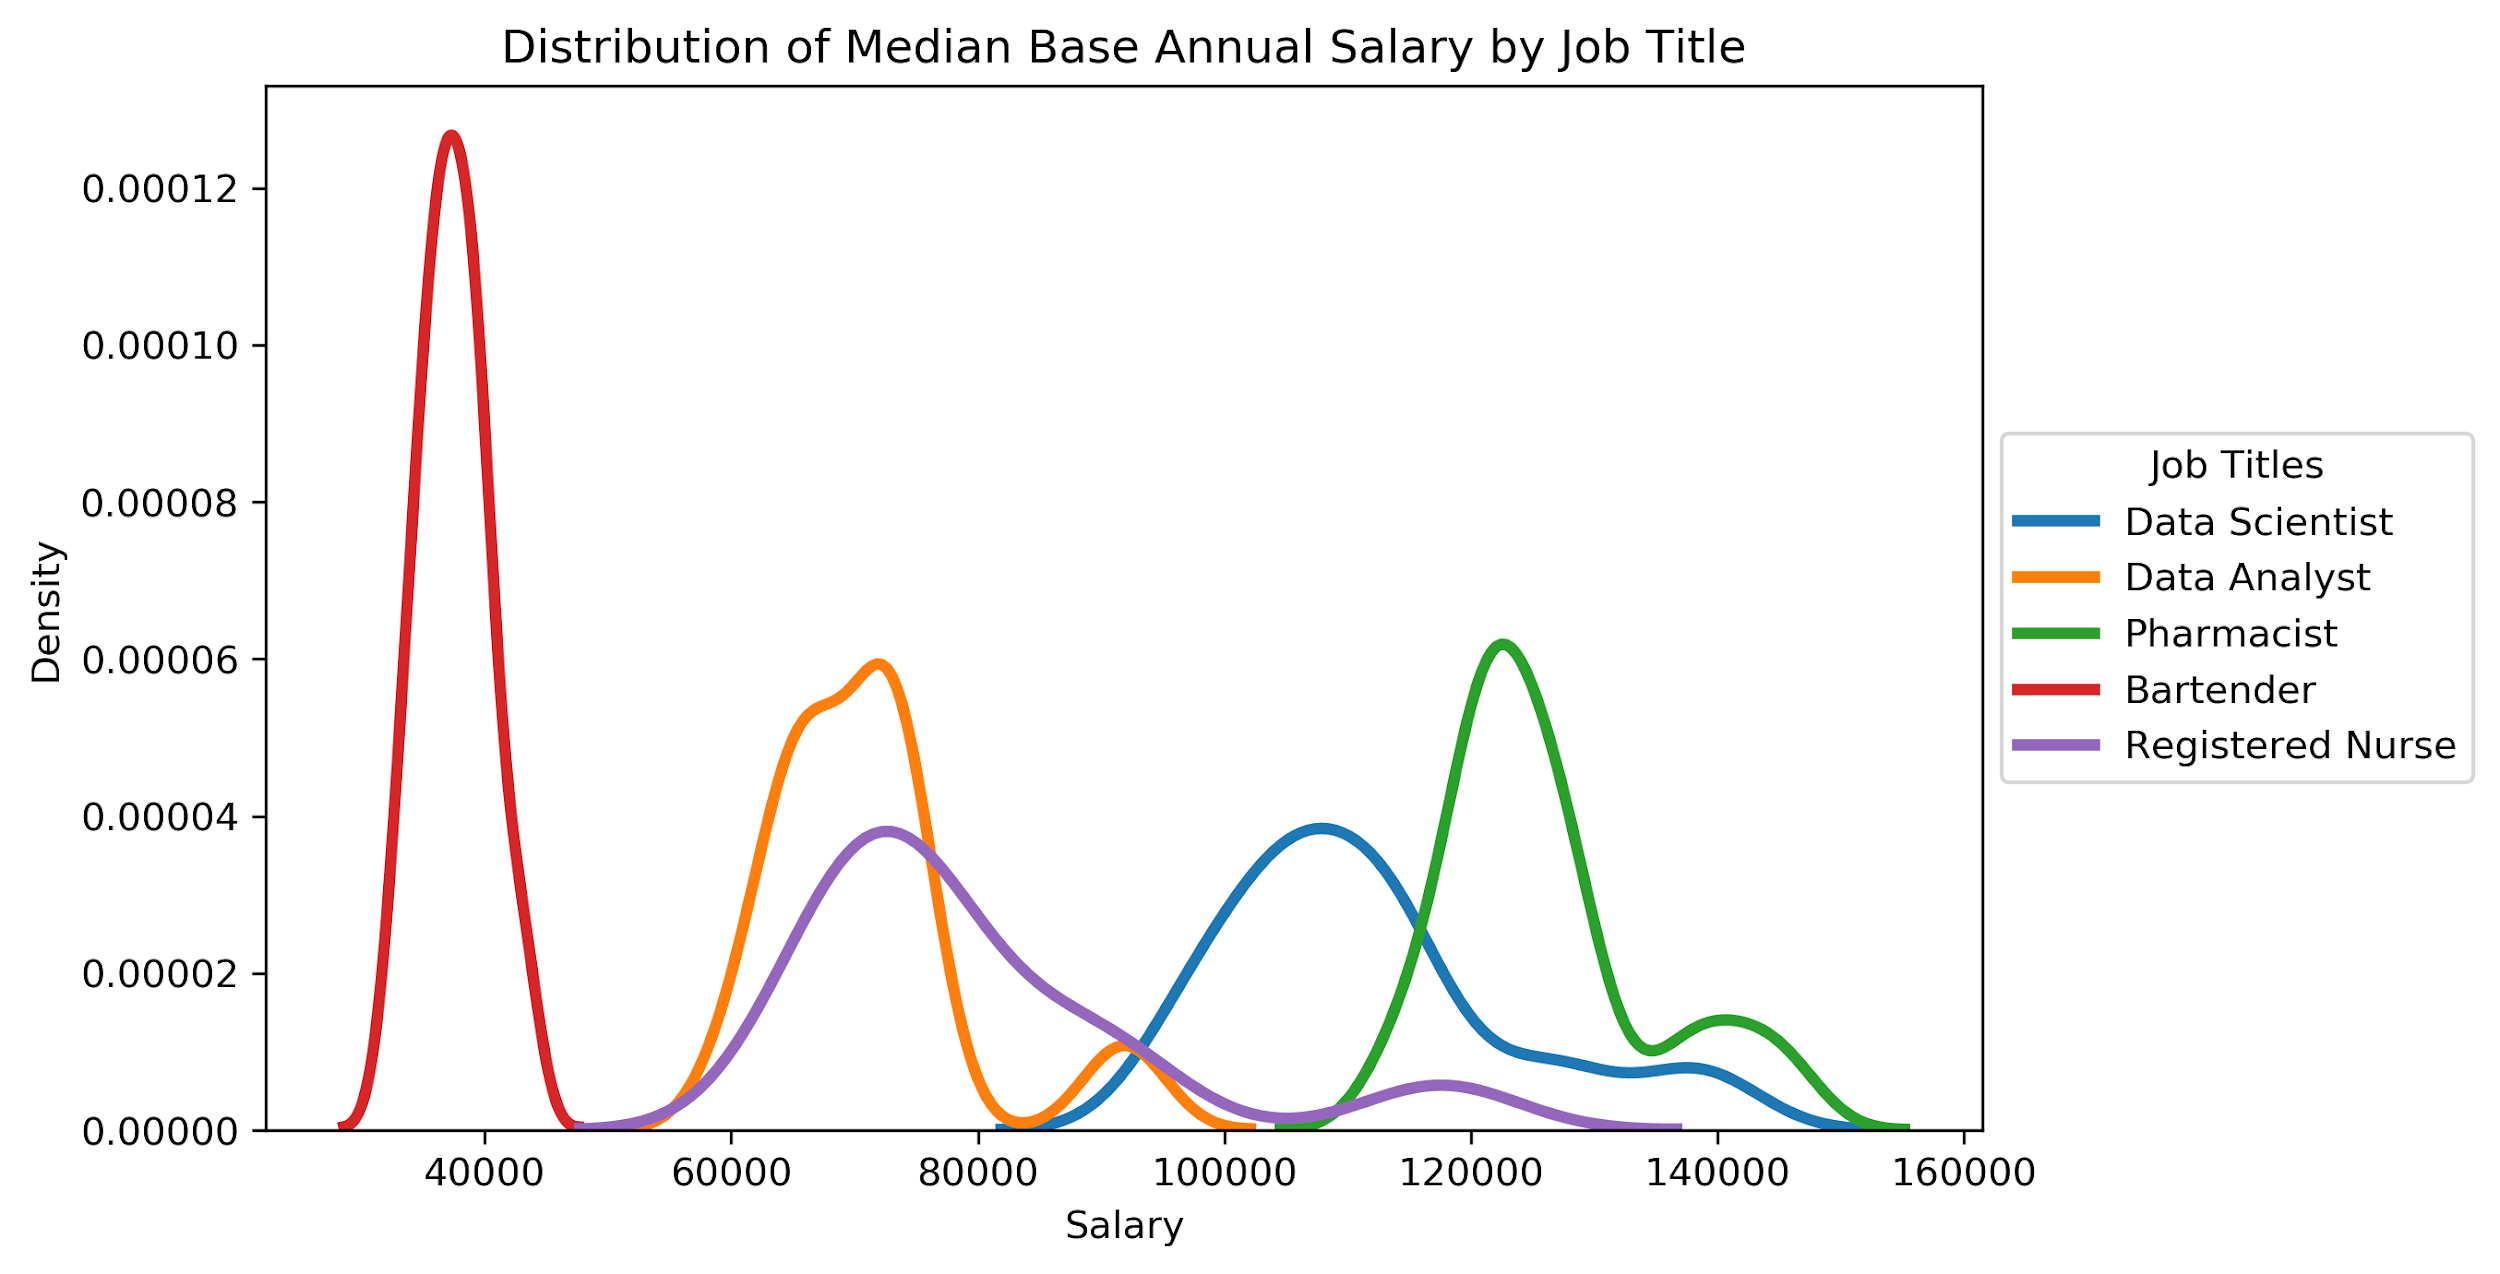 Distribution of Median Base Annual Salary by Job Title
Density
0.00012
0.00010
0.00008
0.00006
0.00004
0.00002
0.00000
40000 60000 80000 100000 120000 140000 160000
Salary
Job Titles
Data Scientist
Data Analyst
Pharmacist
Bartender
Registered Nurse